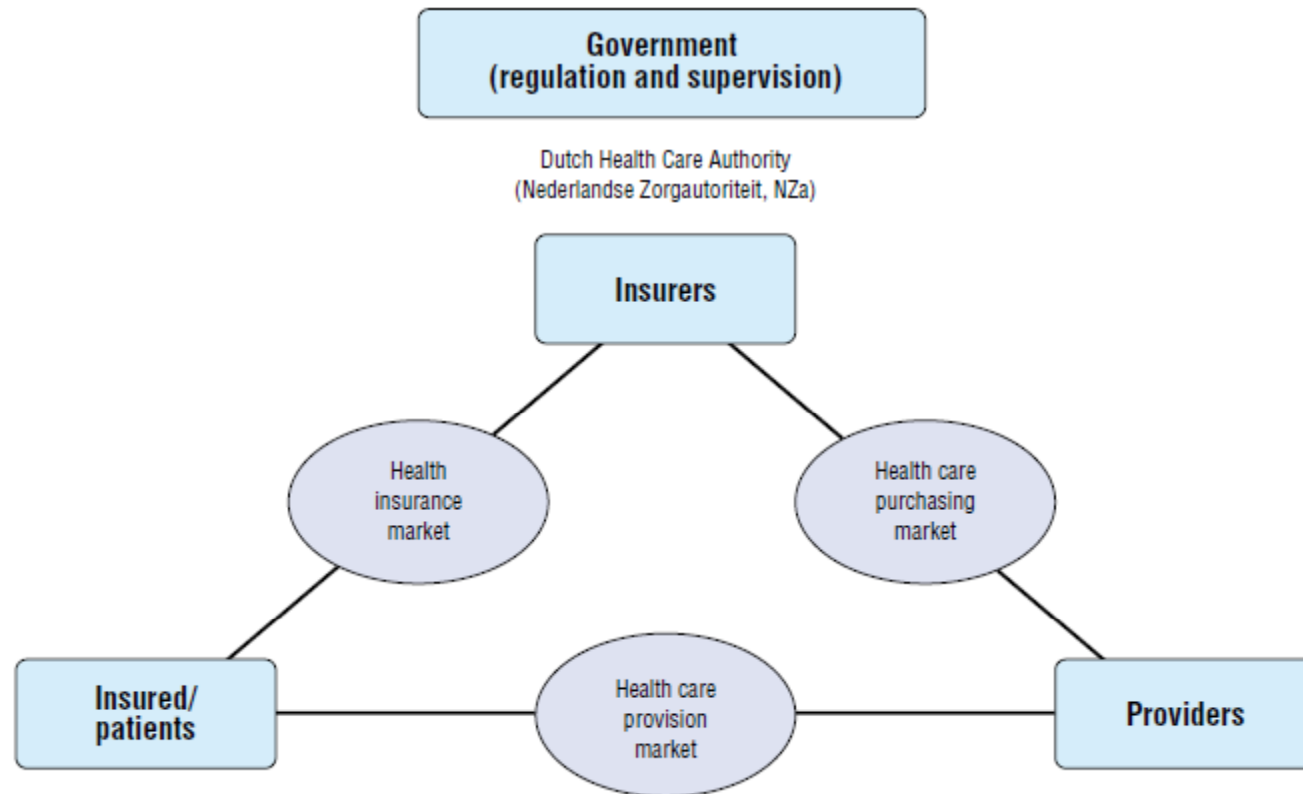 Government
(regulation and supervision)
Dutch Health Care Authority
(Nederlandse Zorgautoriteit, NZa)
Insurers
Health
insurance
market
Health care
purchasing
market
Insured/
patients
Health care
provision
market
Providers